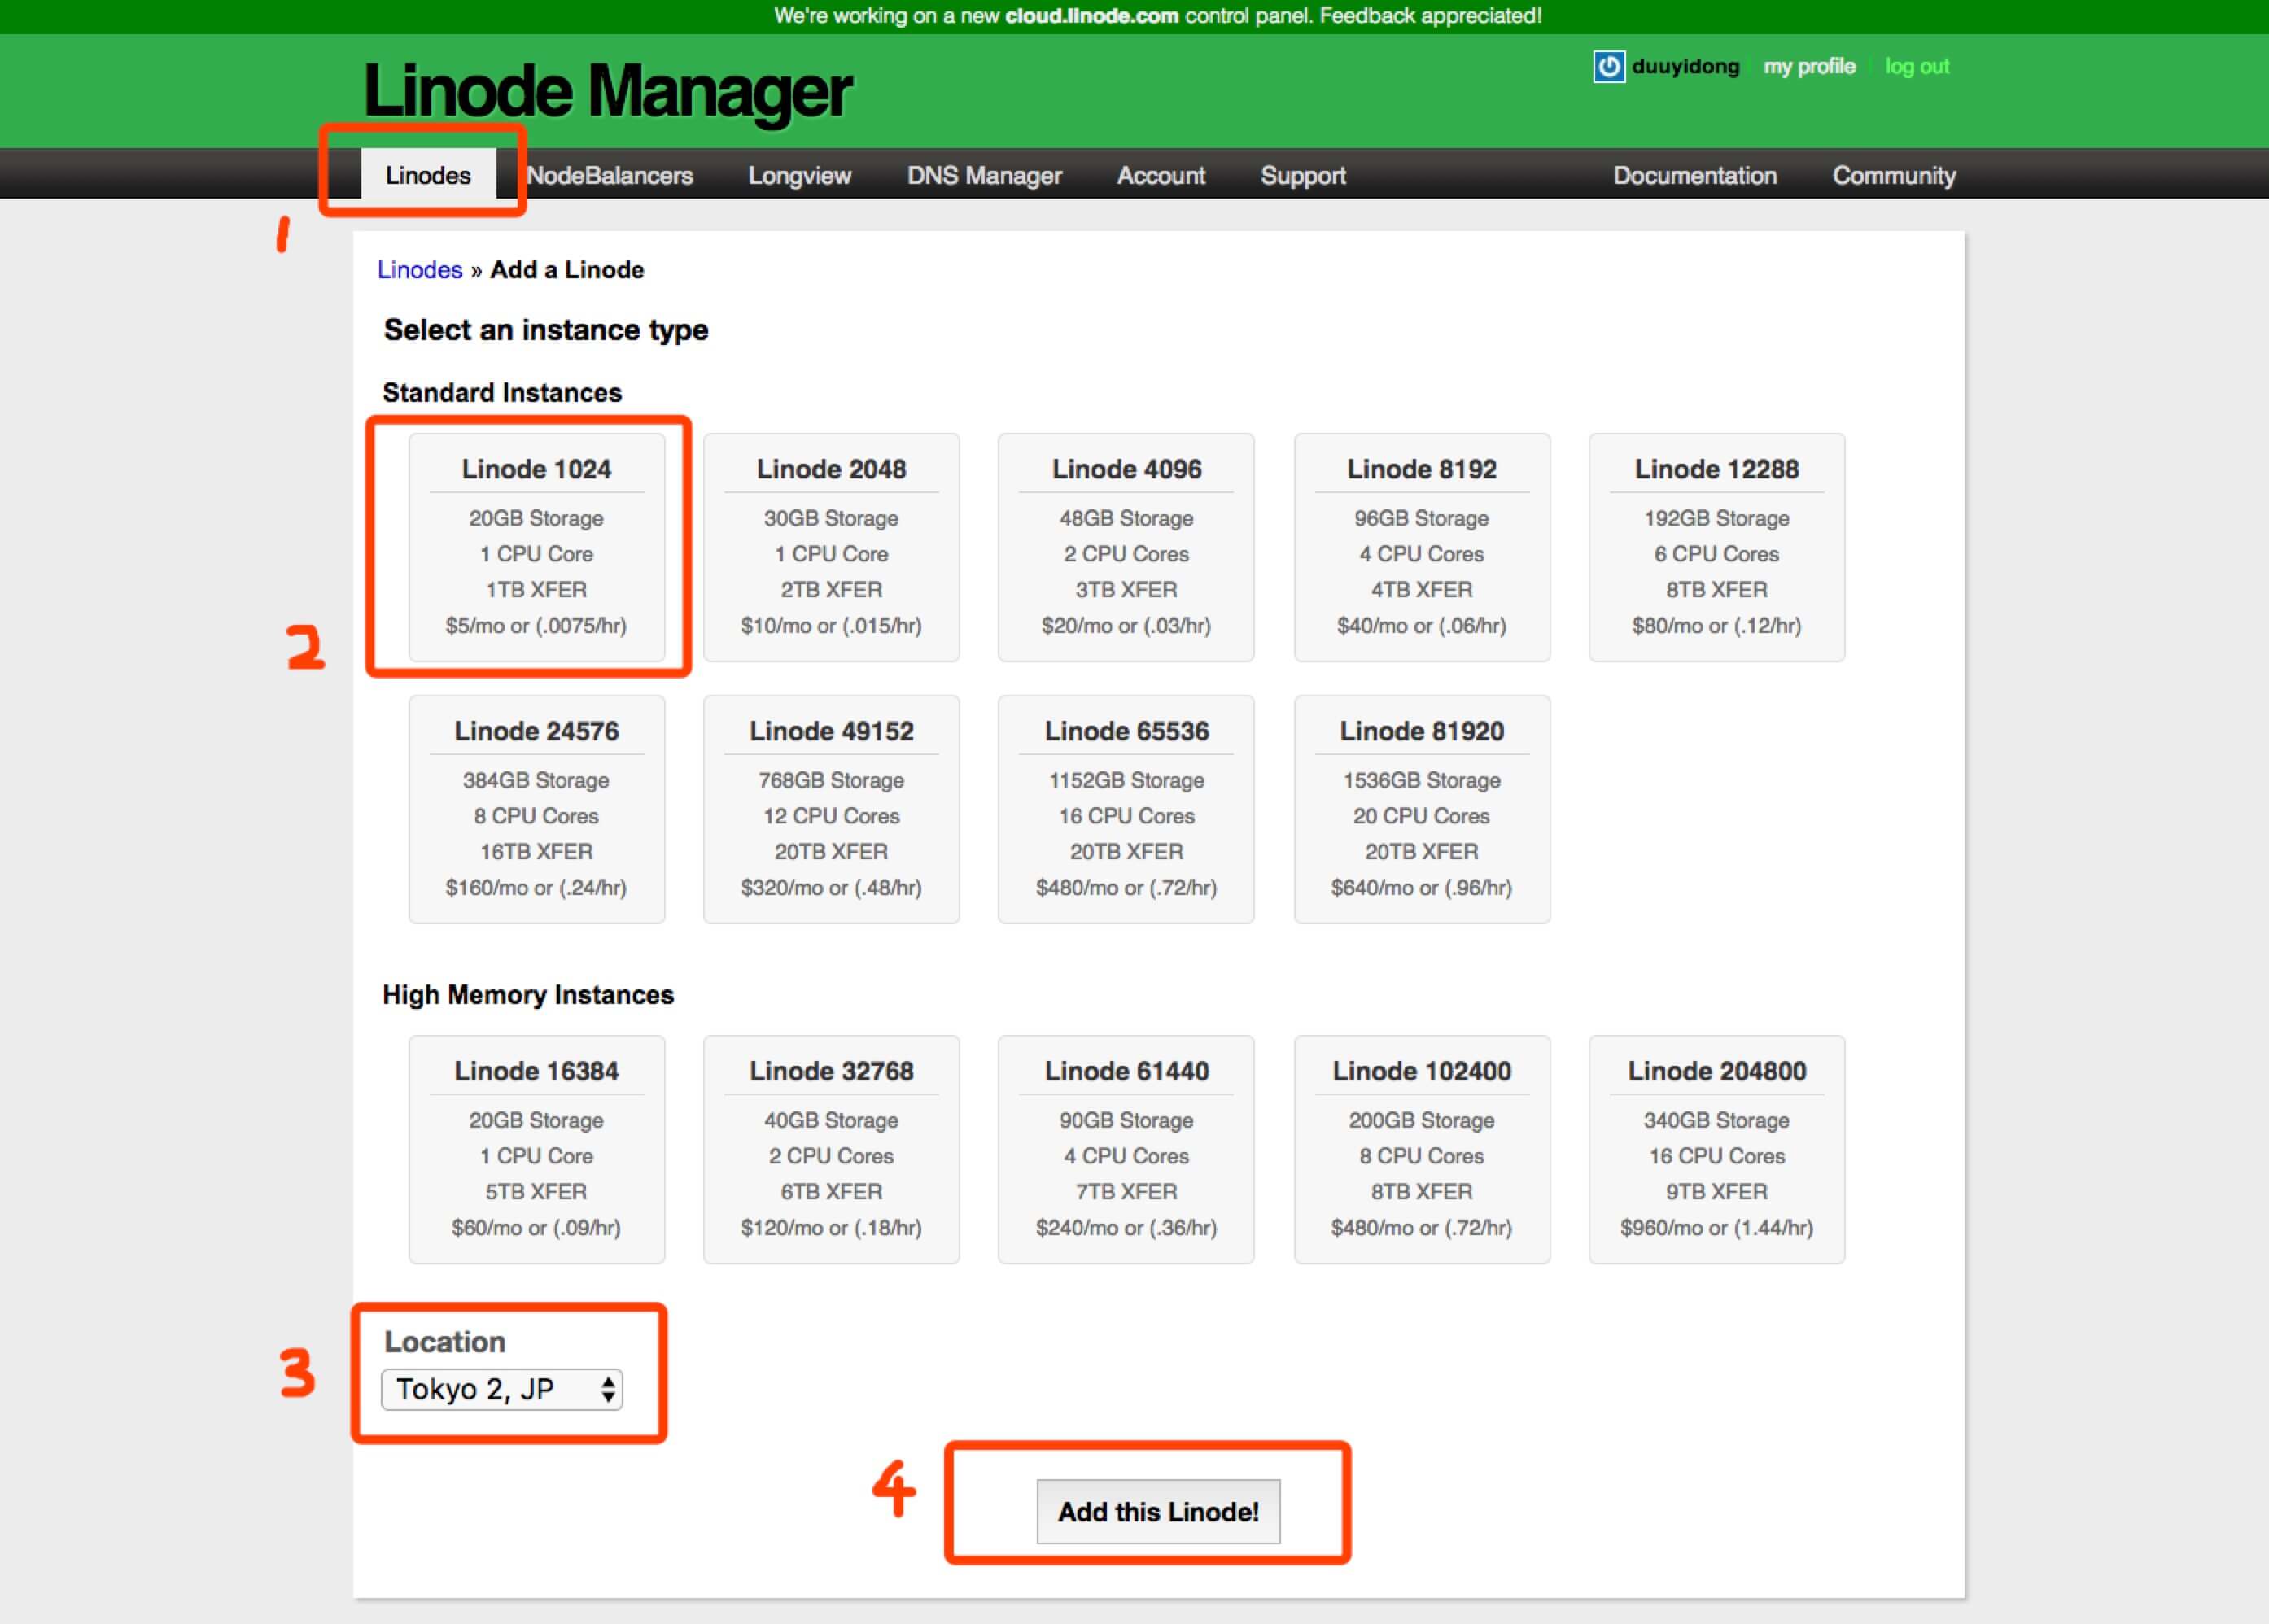 We're working on a new cloud.linode.com control panel. Feedback appreciated!
Linode Manager
duuyidong my profile log out
Linodes NodeBalancers Longview DNS Manager Account Support Documentation Community
1
Linodes » Add a Linode
Select an instance type
Standard Instances
Linode 1024
20GB Storage
1 CPU Core
1TB XFER
$5/mo or (.0075/hr)
Linode 2048
30GB Storage
1 CPU Core
2TB XFER
$10/mo or (.015/hr)
Linode 4096
48GB Storage
2 CPU Cores
3TB XFER
$20/mo or (.03/hr)
Linode 8192
96GB Storage
4 CPU Cores
4TB XFER
$40/mo or (.06/hr)
Linode 12288
192GB Storage
6 CPU Cores
8TB XFER
$80/mo or (.12/hr)
2
Linode 24576
384GB Storage
8 CPU Cores
16TB XFER
$160/mo or (.24/hr)
Linode 49152
768GB Storage
12 CPU Cores
20TB XFER
$320/mo or (.48/hr)
Linode 65536
1152GB Storage
16 CPU Cores
20TB XFER
$480/mo or (.72/hr)
Linode 81920
1536GB Storage
20 CPU Cores
20TB XFER
$640/mo or (.96/hr)
High Memory Instances
Linode 16384
20GB Storage
1 CPU Core
5TB XFER
$60/mo or (.09/hr)
Linode 32768
40GB Storage
2 CPU Cores
6TB XFER
$120/mo or (.18/hr)
Linode 61440
90GB Storage
4 CPU Cores
7TB XFER
$240/mo or (.36/hr)
Linode 102400
200GB Storage
8 CPU Cores
8TB XFER
$480/mo or (.72/hr)
Linode 204800
340GB Storage
16 CPU Cores
9TB XFER
$960/mo or (1.44/hr)
3
Location
Tokyo 2, JP
4
Add this Linode!